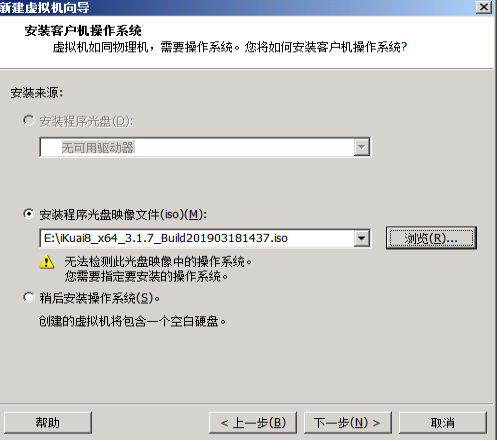 新建虚拟机向导
安装客户机操作系统
虚拟机如同物理机，需要操作系统。您将如何安装客户机操作系统?
安装来源:
安装程序光盘(D):
无可用驱动器
安装程序光盘映像文件(iso)(M):
E:\iKuai8_x64_3.1.7_Build201903181437.iso
浏览(R)...
无法检测此光盘映像中的操作系统。
您需要指定要安装的操作系统。
稍后安装操作系统(S)。
创建的虚拟机将包含一个空白硬盘。
帮助
< 上一步(B)
下一步(N) >
取消